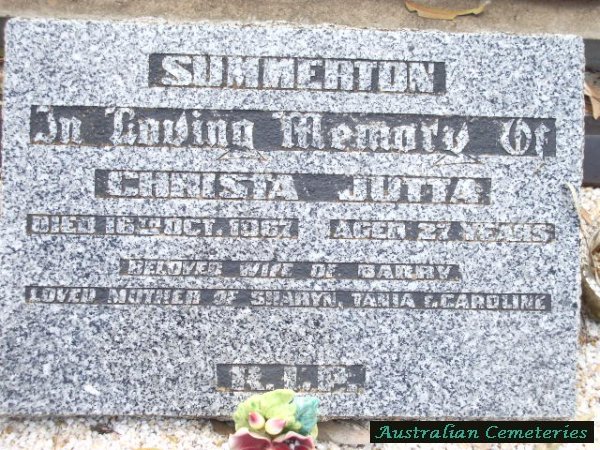 SUMMERTON
In Loving Memory Of
CHRISTA JUTTA
DIED 16TH OCT. 1967 AGED 27 YEARS
BELOVED WIFE OF BARRY
LOVED MOTHER OF SHARYN, TANIA & CAROLINE
R.I.P.
Australian Cemeteries